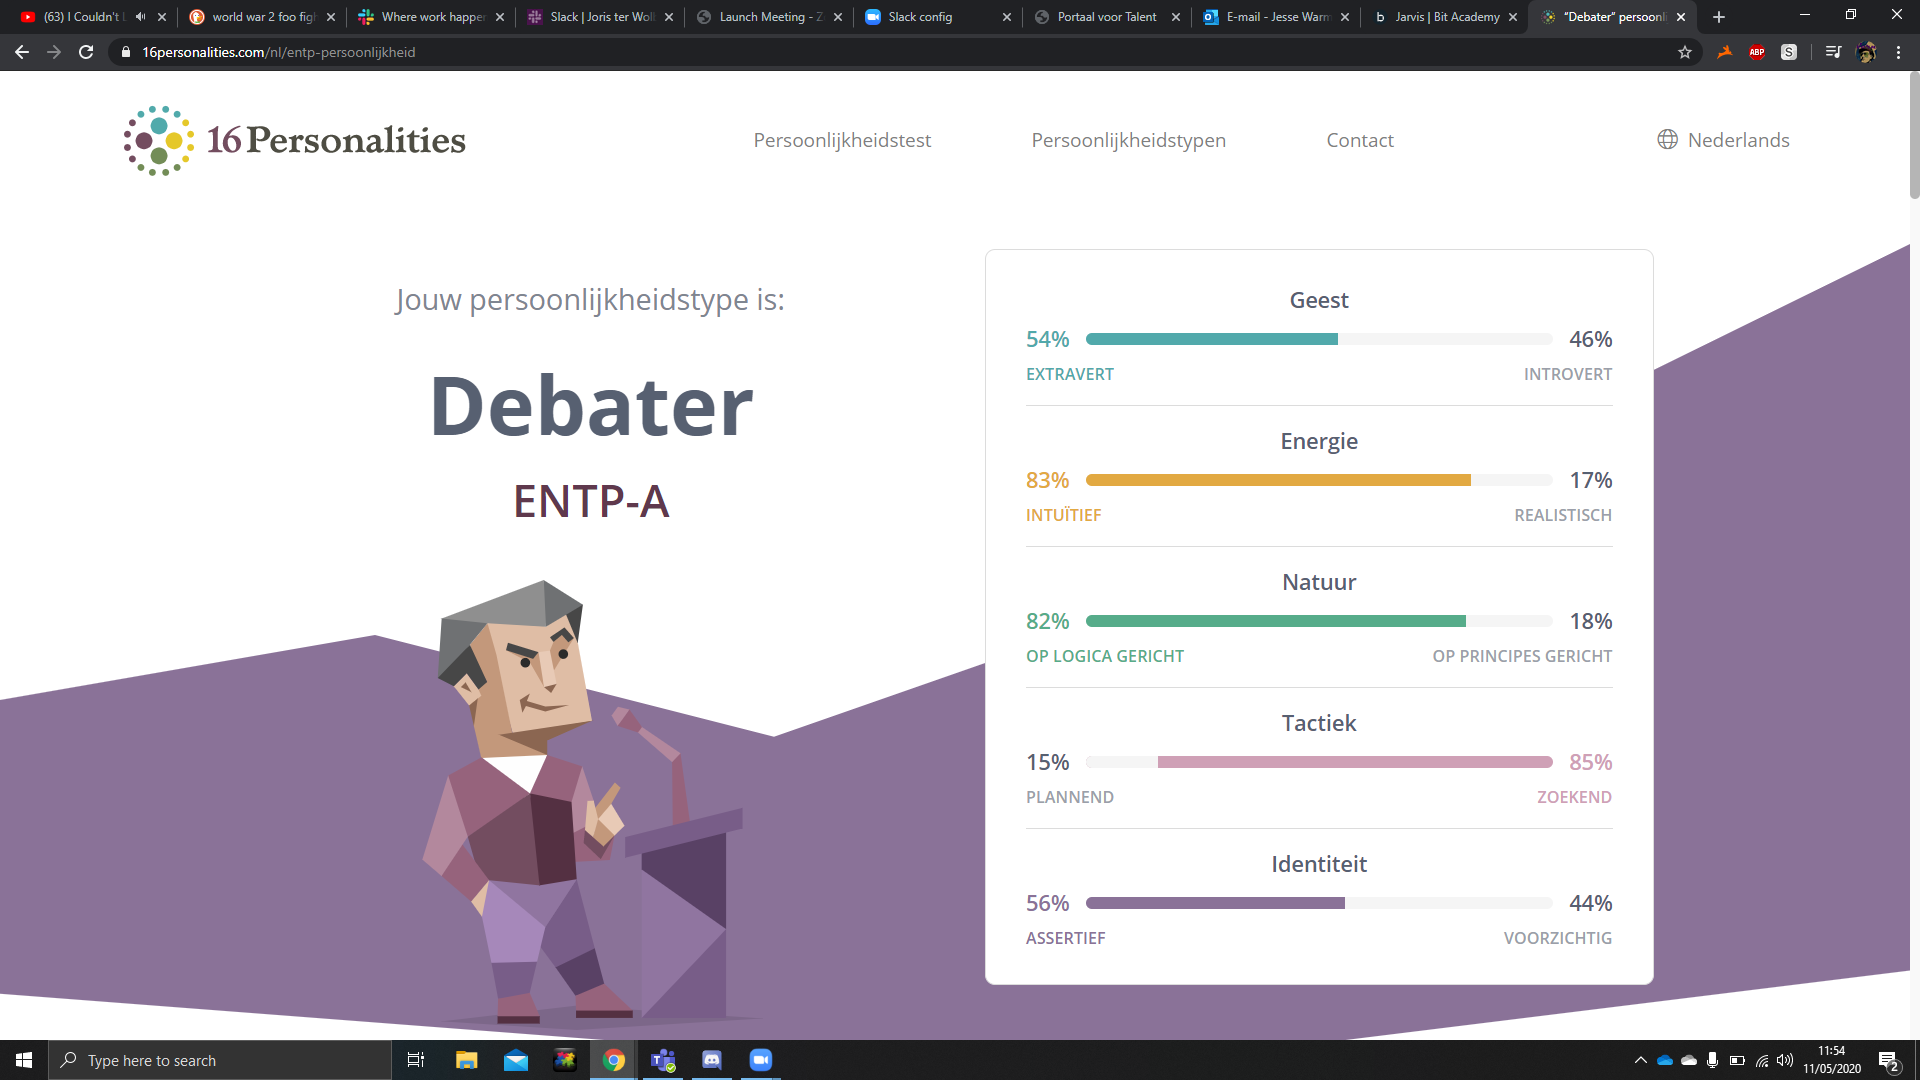 (63) I Couldn't
world war 2 foo figh
Where work happen
Slack | Joris ter Woll
Launch Meeting - Z
Slack config
Portaal voor Talent
E-mail - Jesse Warm
b Jarvis | Bit Academy
"Debater" persoonli
16personalities.com/nl/entp-persoonlijkheid
ABP
S
16Personalities
Persoonlijkheidstest
Persoonlijkheidstypen
Contact
Nederlands
Jouw persoonlijkheidstype is:
Debater
ENTP-A
Geest
54% 46%
EXTRAVERT INTROVERT
Energie
83% 17%
INTUÏTIEF REALISTISCH
Natuur
82% 18%
OP LOGICA GERICHT OP PRINCIPES GERICHT
Tactiek
15% 85%
PLANNEND ZOEKEND
Identiteit
56% 44%
ASSERTIEF VOORZICHTIG
Type here to search
11:54
11/05/2020
2